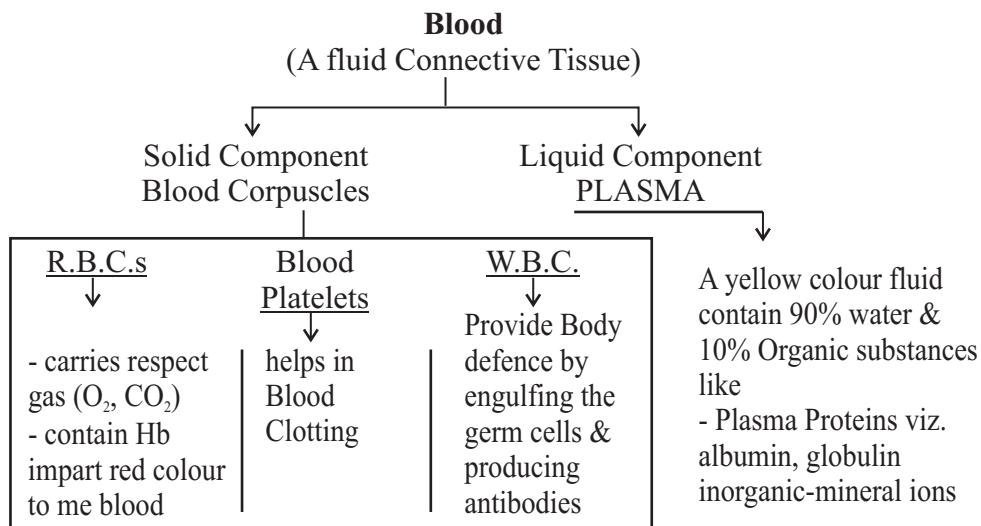 Blood
(A fluid Connective Tissue)
Solid Component
Blood Corpuscles
Liquid Component
PLASMA
R.B.C.s
- carries respect
gas (O₂, CO₂)
- contain Hb
impart red colour
to me blood
Blood
Platelets
helps in
Blood
Clotting
W.B.C.
Provide Body
defence by
engulfing the
germ cells &
producing
antibodies
A yellow colour fluid
contain 90% water &
10% Organic substances
like
- Plasma Proteins viz.
albumin, globulin
inorganic-mineral ions